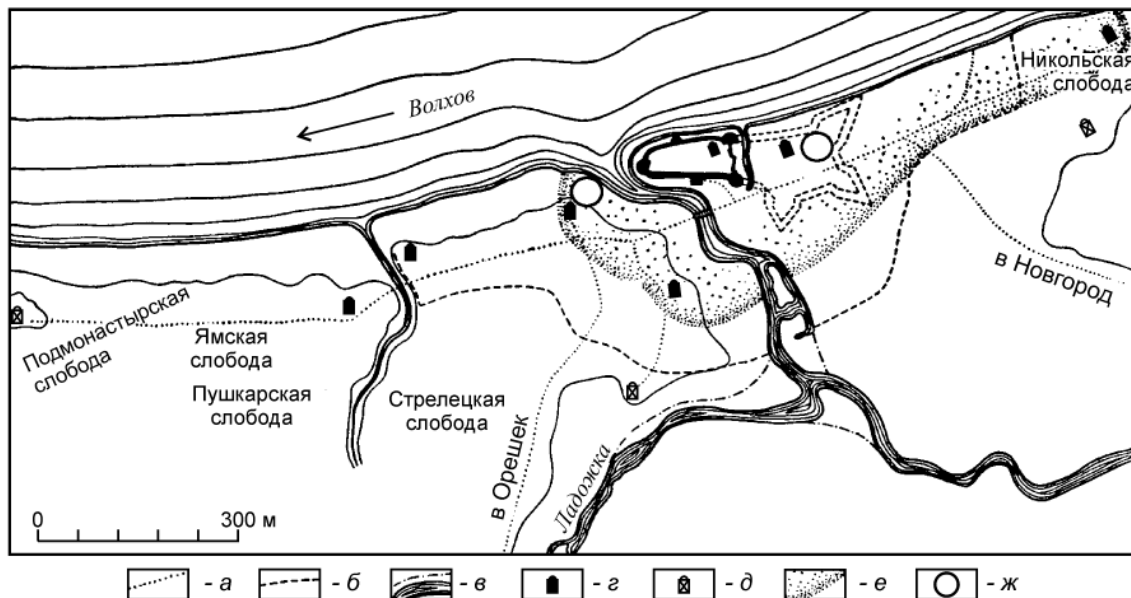 Волхов
Никольская
слобода
в Новгород
Подмонастырская
слобода
Ямская
слобода
Пушкарская
слобода
Стрелецкая
слобода
в Орешек
Ладожка
0 300 м
- а - б - в - г - д - е - ж